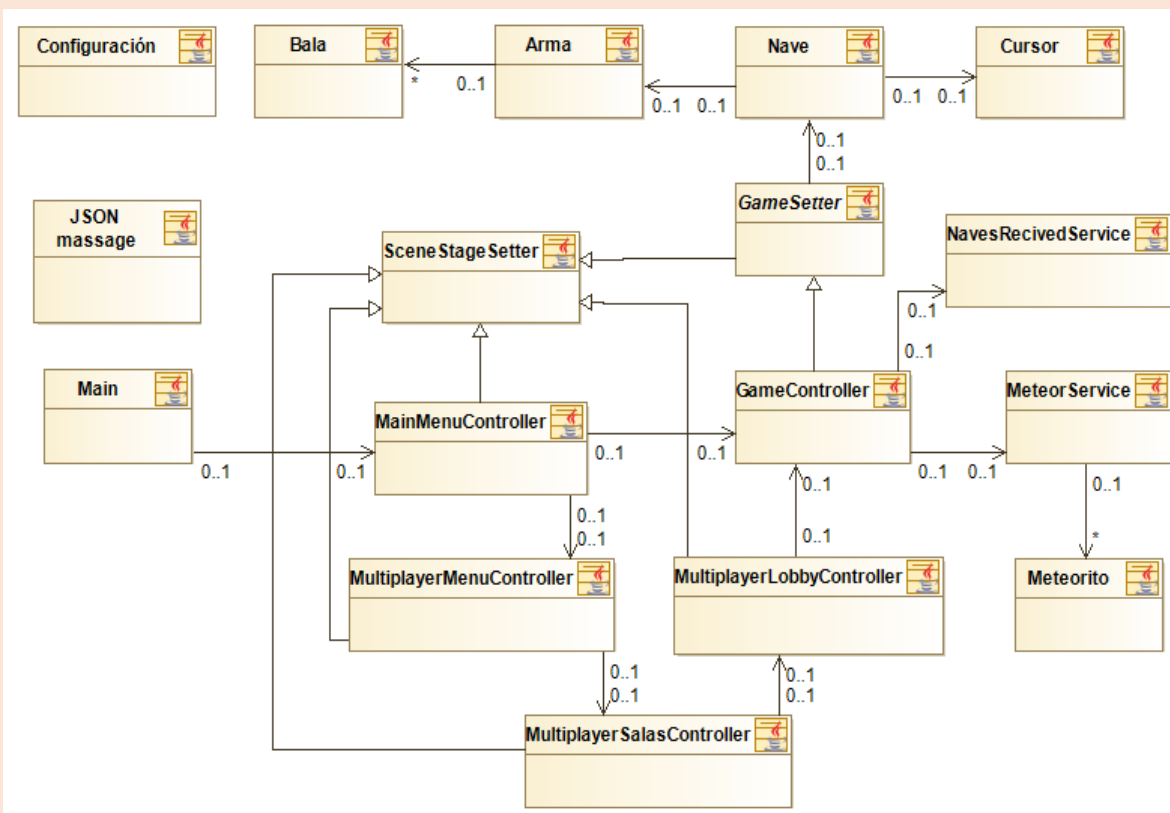 Configuración
Bala
Arma
Nave
Cursor
*
0..1
0..1
0..1
0..1
0..1
0..1
0..1
JSON
massage
GameSetter
SceneStageSetter
NavesRecivedService
0..1
0..1
Main
MainMenuController
GameController
MeteorService
0..1
0..1
0..1
0..1
0..1
0..1
0..1
0..1
0..1
0..1
0..1
*
MultiplayerMenuController
MultiplayerLobbyController
Meteorito
0..1
0..1
0..1
0..1
MultiplayerSalasController